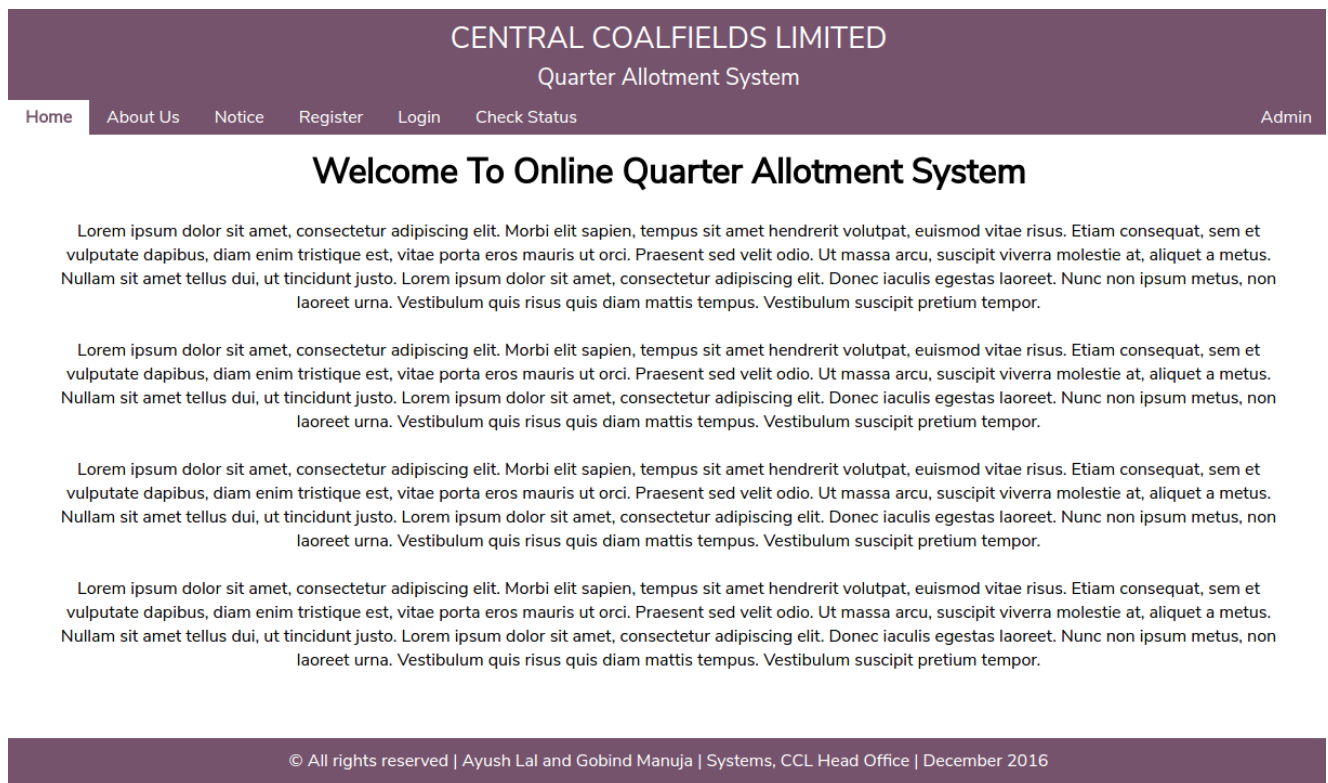 CENTRAL COALFIELDS LIMITED
Quarter Allotment System
Home About Us Notice Register Login Check Status Admin
Welcome To Online Quarter Allotment System
Lorem ipsum dolor sit amet, consectetur adipiscing elit. Morbi elit sapien, tempus sit amet hendrerit volutpat, euismod vitae risus. Etiam consequat, sem et
vulputate dapibus, diam enim tristique est, vitae porta eros mauris ut orci. Praesent sed velit odio. Ut massa arcu, suscipit viverra molestie at, aliquet a metus.
Nullam sit amet tellus dui, ut tincidunt justo. Lorem ipsum dolor sit amet, consectetur adipiscing elit. Donec iaculis egestas laoreet. Nunc non ipsum metus, non
laoreet urna. Vestibulum quis risus quis diam mattis tempus. Vestibulum suscipit pretium tempor.
Lorem ipsum dolor sit amet, consectetur adipiscing elit. Morbi elit sapien, tempus sit amet hendrerit volutpat, euismod vitae risus. Etiam consequat, sem et
vulputate dapibus, diam enim tristique est, vitae porta eros mauris ut orci. Praesent sed velit odio. Ut massa arcu, suscipit viverra molestie at, aliquet a metus.
Nullam sit amet tellus dui, ut tincidunt justo. Lorem ipsum dolor sit amet, consectetur adipiscing elit. Donec iaculis egestas laoreet. Nunc non ipsum metus, non
laoreet urna. Vestibulum quis risus quis diam mattis tempus. Vestibulum suscipit pretium tempor.
Lorem ipsum dolor sit amet, consectetur adipiscing elit. Morbi elit sapien, tempus sit amet hendrerit volutpat, euismod vitae risus. Etiam consequat, sem et
vulputate dapibus, diam enim tristique est, vitae porta eros mauris ut orci. Praesent sed velit odio. Ut massa arcu, suscipit viverra molestie at, aliquet a metus.
Nullam sit amet tellus dui, ut tincidunt justo. Lorem ipsum dolor sit amet, consectetur adipiscing elit. Donec iaculis egestas laoreet. Nunc non ipsum metus, non
laoreet urna. Vestibulum quis risus quis diam mattis tempus. Vestibulum suscipit pretium tempor.
Lorem ipsum dolor sit amet, consectetur adipiscing elit. Morbi elit sapien, tempus sit amet hendrerit volutpat, euismod vitae risus. Etiam consequat, sem et
vulputate dapibus, diam enim tristique est, vitae porta eros mauris ut orci. Praesent sed velit odio. Ut massa arcu, suscipit viverra molestie at, aliquet a metus.
Nullam sit amet tellus dui, ut tincidunt justo. Lorem ipsum dolor sit amet, consectetur adipiscing elit. Donec iaculis egestas laoreet. Nunc non ipsum metus, non
laoreet urna. Vestibulum quis risus quis diam mattis tempus. Vestibulum suscipit pretium tempor.
© All rights reserved | Ayush Lal and Gobind Manuja | Systems, CCL Head Office | December 2016